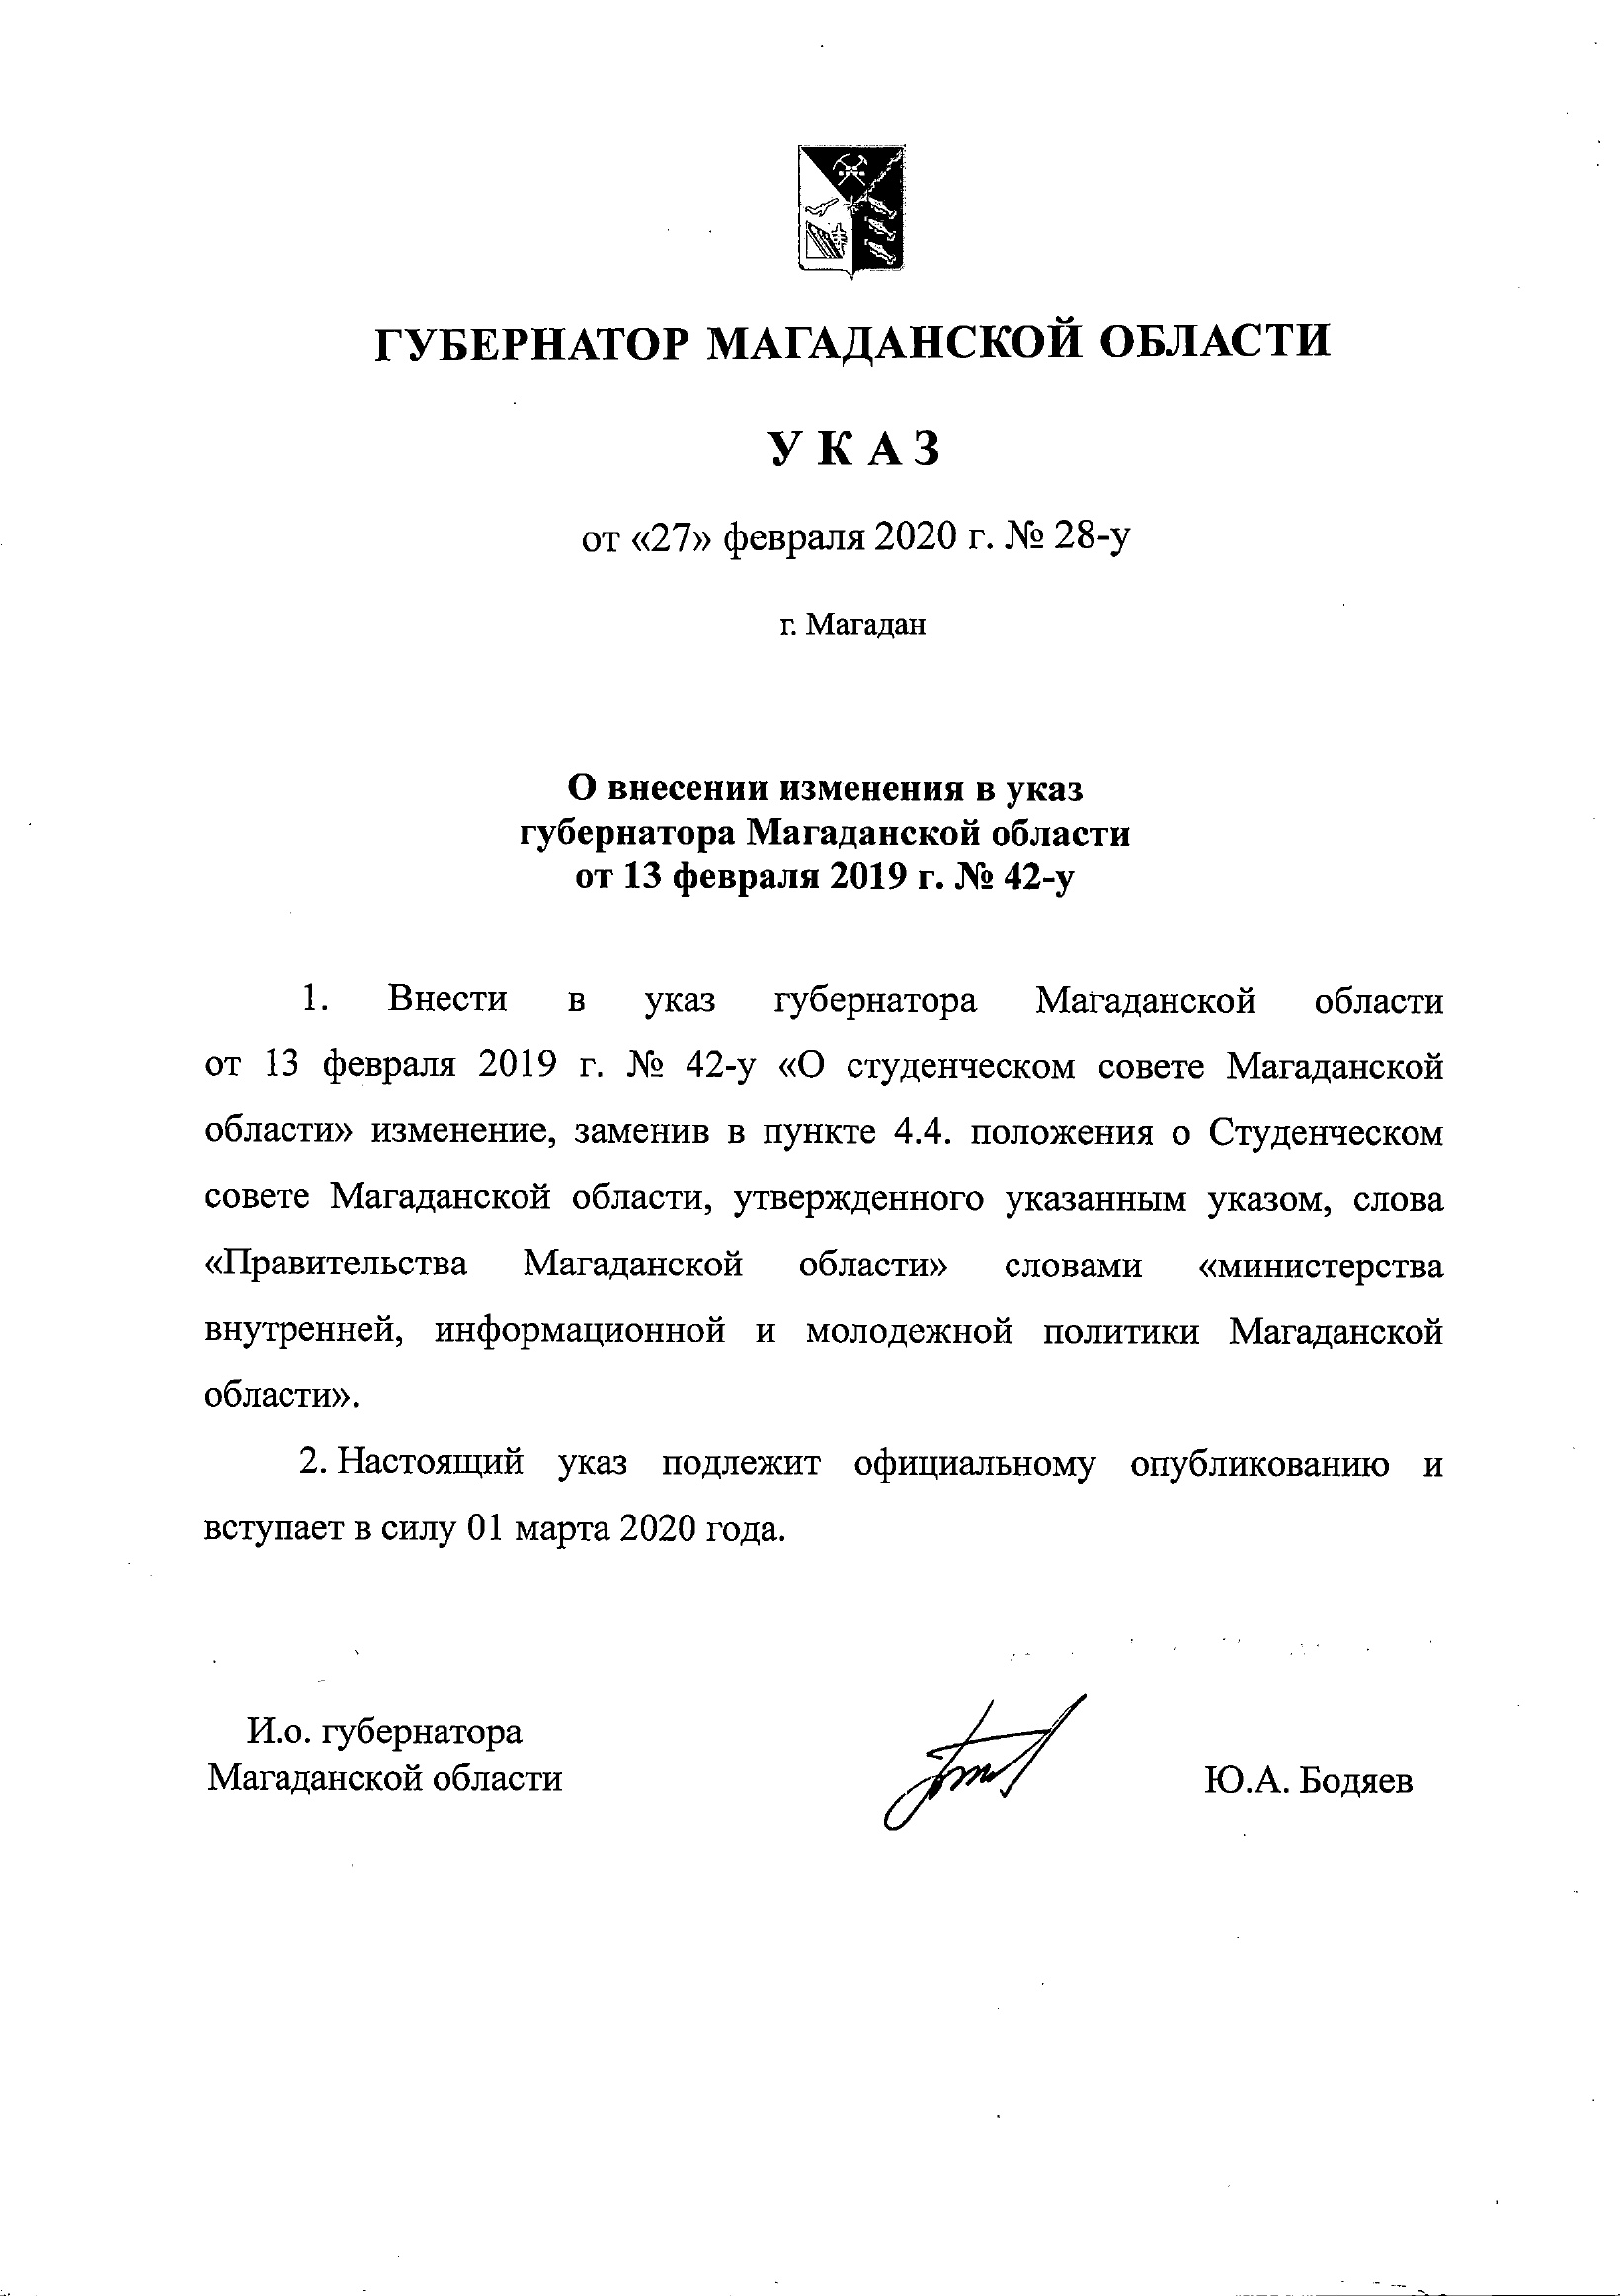 ГУБЕРНАТОР МАГАДАНСКОЙ ОБЛАСТИ
У К А З
от «27» февраля 2020 г. № 28-у
г. Магадан
О внесении изменения в указ
губернатора Магаданской области
от 13 февраля 2019 г. № 42-у
1. Внести в указ губернатора Магаданской области
от 13 февраля 2019 г. № 42-у «О студенческом совете Магаданской
области» изменение, заменив в пункте 4.4. положения о Студенческом
совете Магаданской области, утвержденного указанным указом, слова
«Правительства Магаданской области» словами «министерства
внутренней, информационной и молодежной политики Магаданской
области».
2. Настоящий указ подлежит официальному опубликованию и
вступает в силу 01 марта 2020 года.
И.о. губернатора
Магаданской области
Ю.А. Бодяев